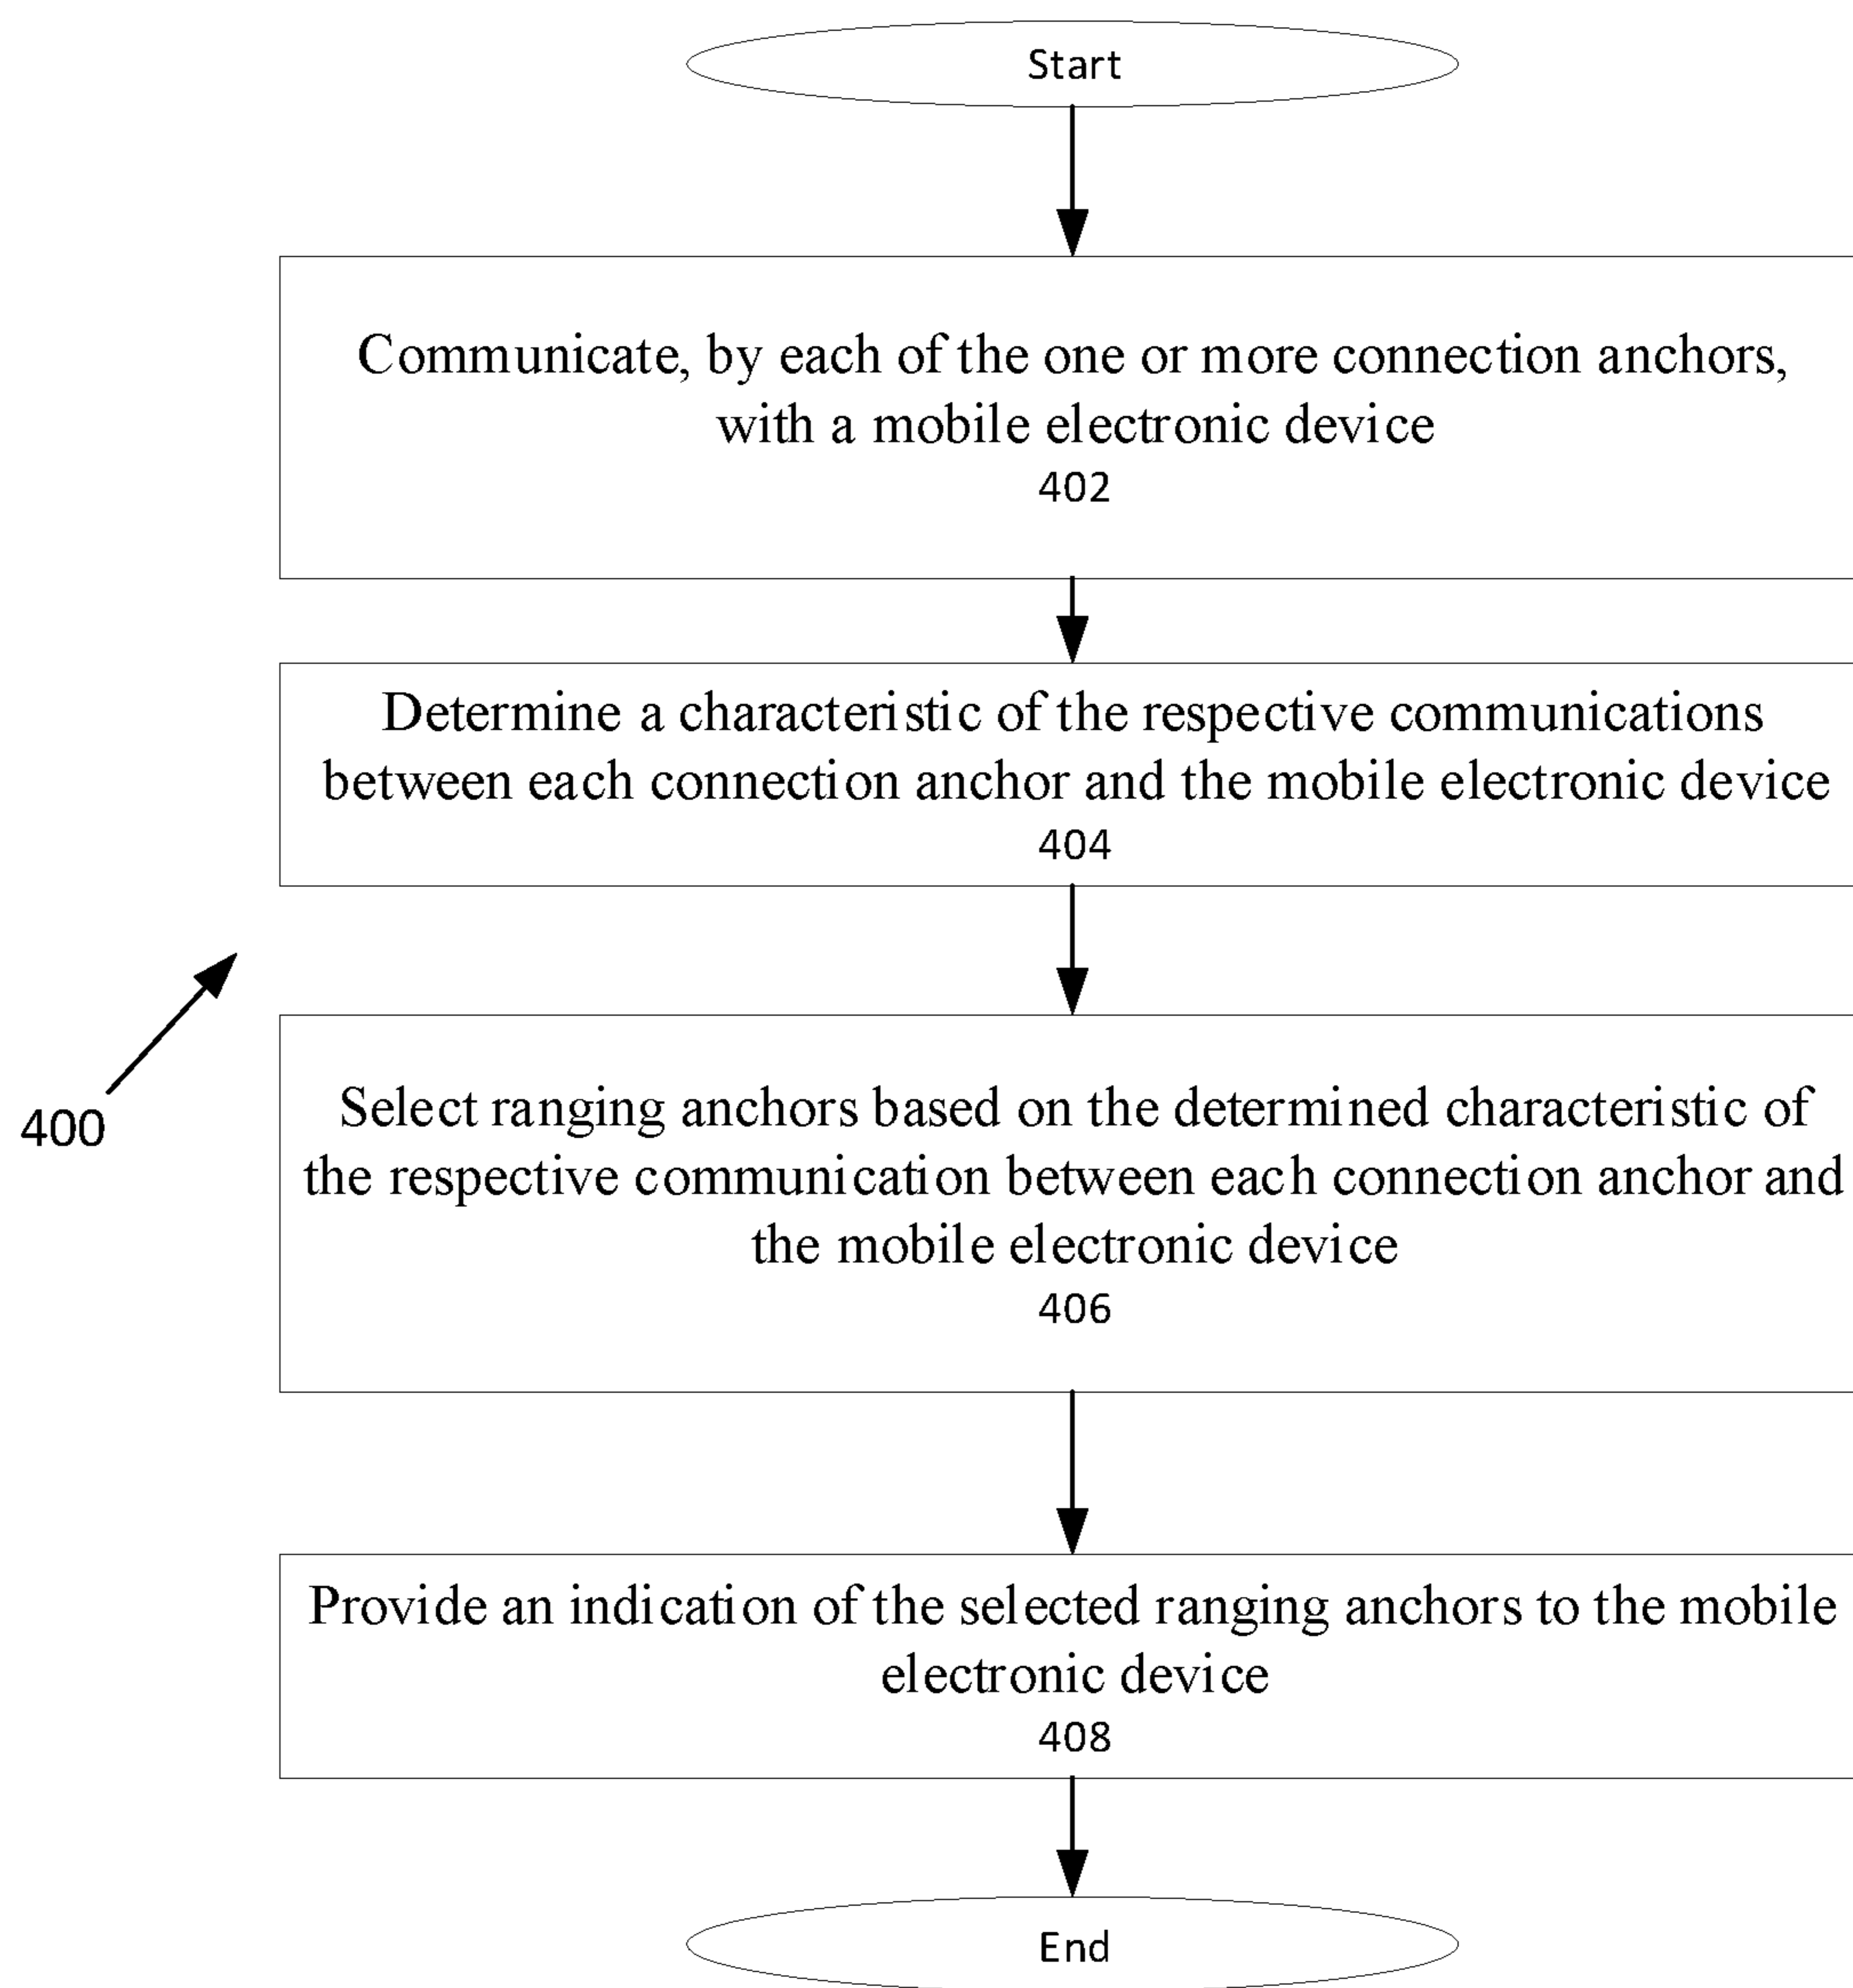 Start
Communicate, by each of the one or more connection anchors,
with a mobile electronic device
402
Determine a characteristic of the respective communications
between each connection anchor and the mobile electronic device
404
400
Select ranging anchors based on the determined characteristic of
the respective communication between each connection anchor and
the mobile electronic device
406
Provide an indication of the selected ranging anchors to the mobile
electronic device
408
End